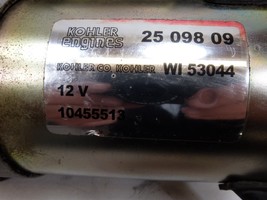 KOHLER
engines 25 098 09
KOHLER CO. KOHLER WI 53044
12 V
10455513